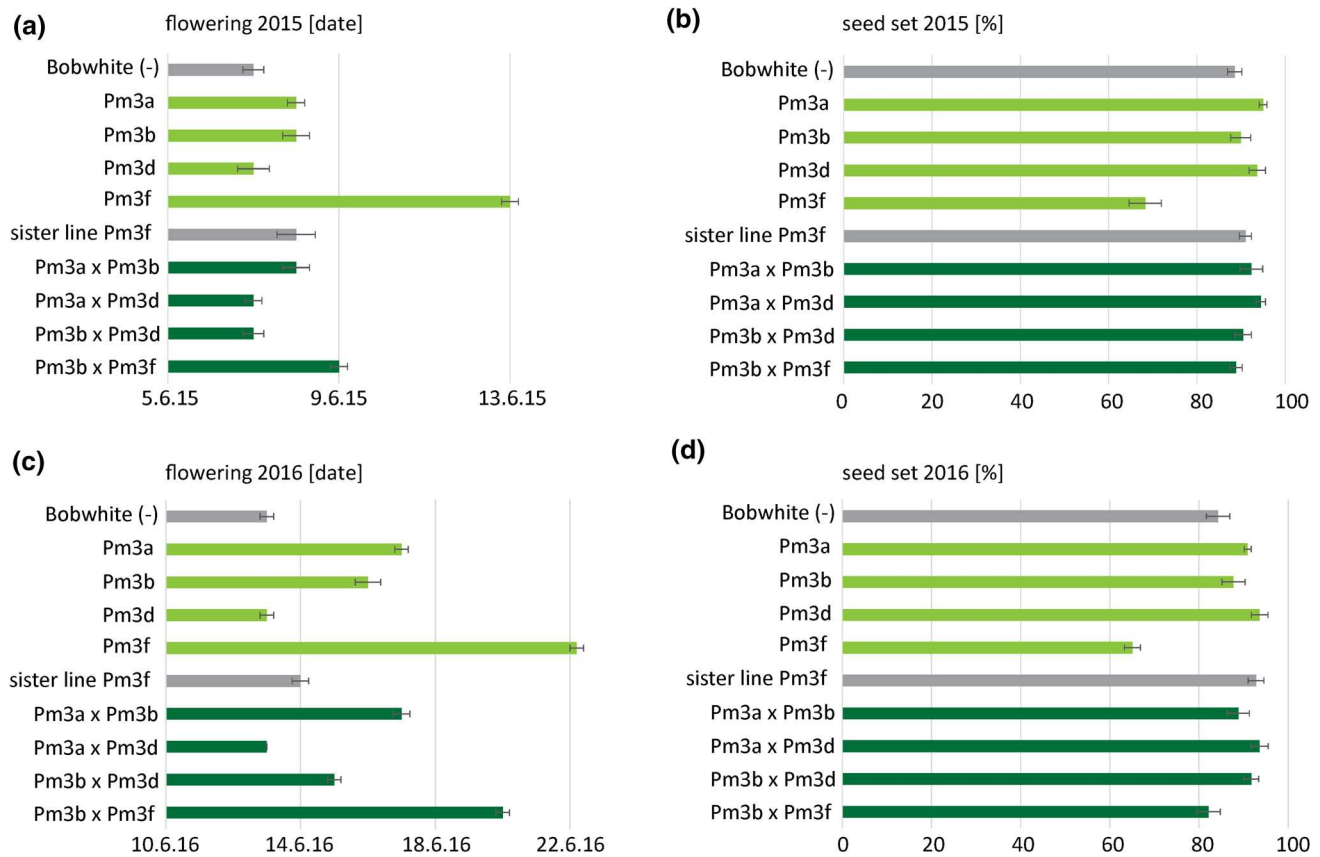 (a)
flowering 2015 [date]
Bobwhite (-)
Pm3a
Pm3b
Pm3d
Pm3f
sister line Pm3f
Pm3a x Pm3b
Pm3a x Pm3d
Pm3b x Pm3d
Pm3b x Pm3f
5.6.15 9.6.15 13.6.15
(b)
seed set 2015 [%]
Bobwhite (-)
Pm3a
Pm3b
Pm3d
Pm3f
sister line Pm3f
Pm3a x Pm3b
Pm3a x Pm3d
Pm3b x Pm3d
Pm3b x Pm3f
0 20 40 60 80 100
(c)
flowering 2016 [date]
Bobwhite (-)
Pm3a
Pm3b
Pm3d
Pm3f
sister line Pm3f
Pm3a x Pm3b
Pm3a x Pm3d
Pm3b x Pm3d
Pm3b x Pm3f
10.6.16 14.6.16 18.6.16 22.6.16
(d)
seed set 2016 [%]
Bobwhite (-)
Pm3a
Pm3b
Pm3d
Pm3f
sister line Pm3f
Pm3a x Pm3b
Pm3a x Pm3d
Pm3b x Pm3d
Pm3b x Pm3f
0 20 40 60 80 100